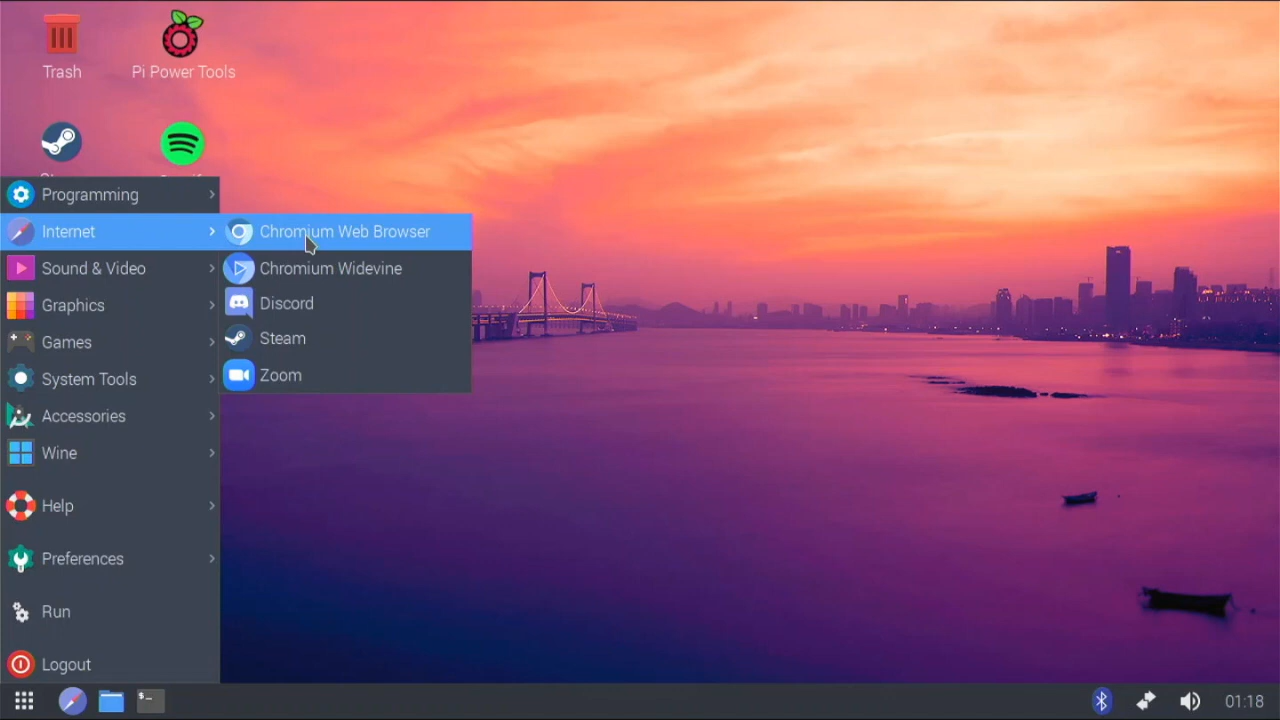 Trash
Pi Power Tools
Programming
Internet
Sound & Video
Graphics
Games
System Tools
Accessories
Wine
Help
Preferences
Run
Logout
Chromium Web Browser
Chromium Widevine
Discord
Steam
Zoom
$–
01:18